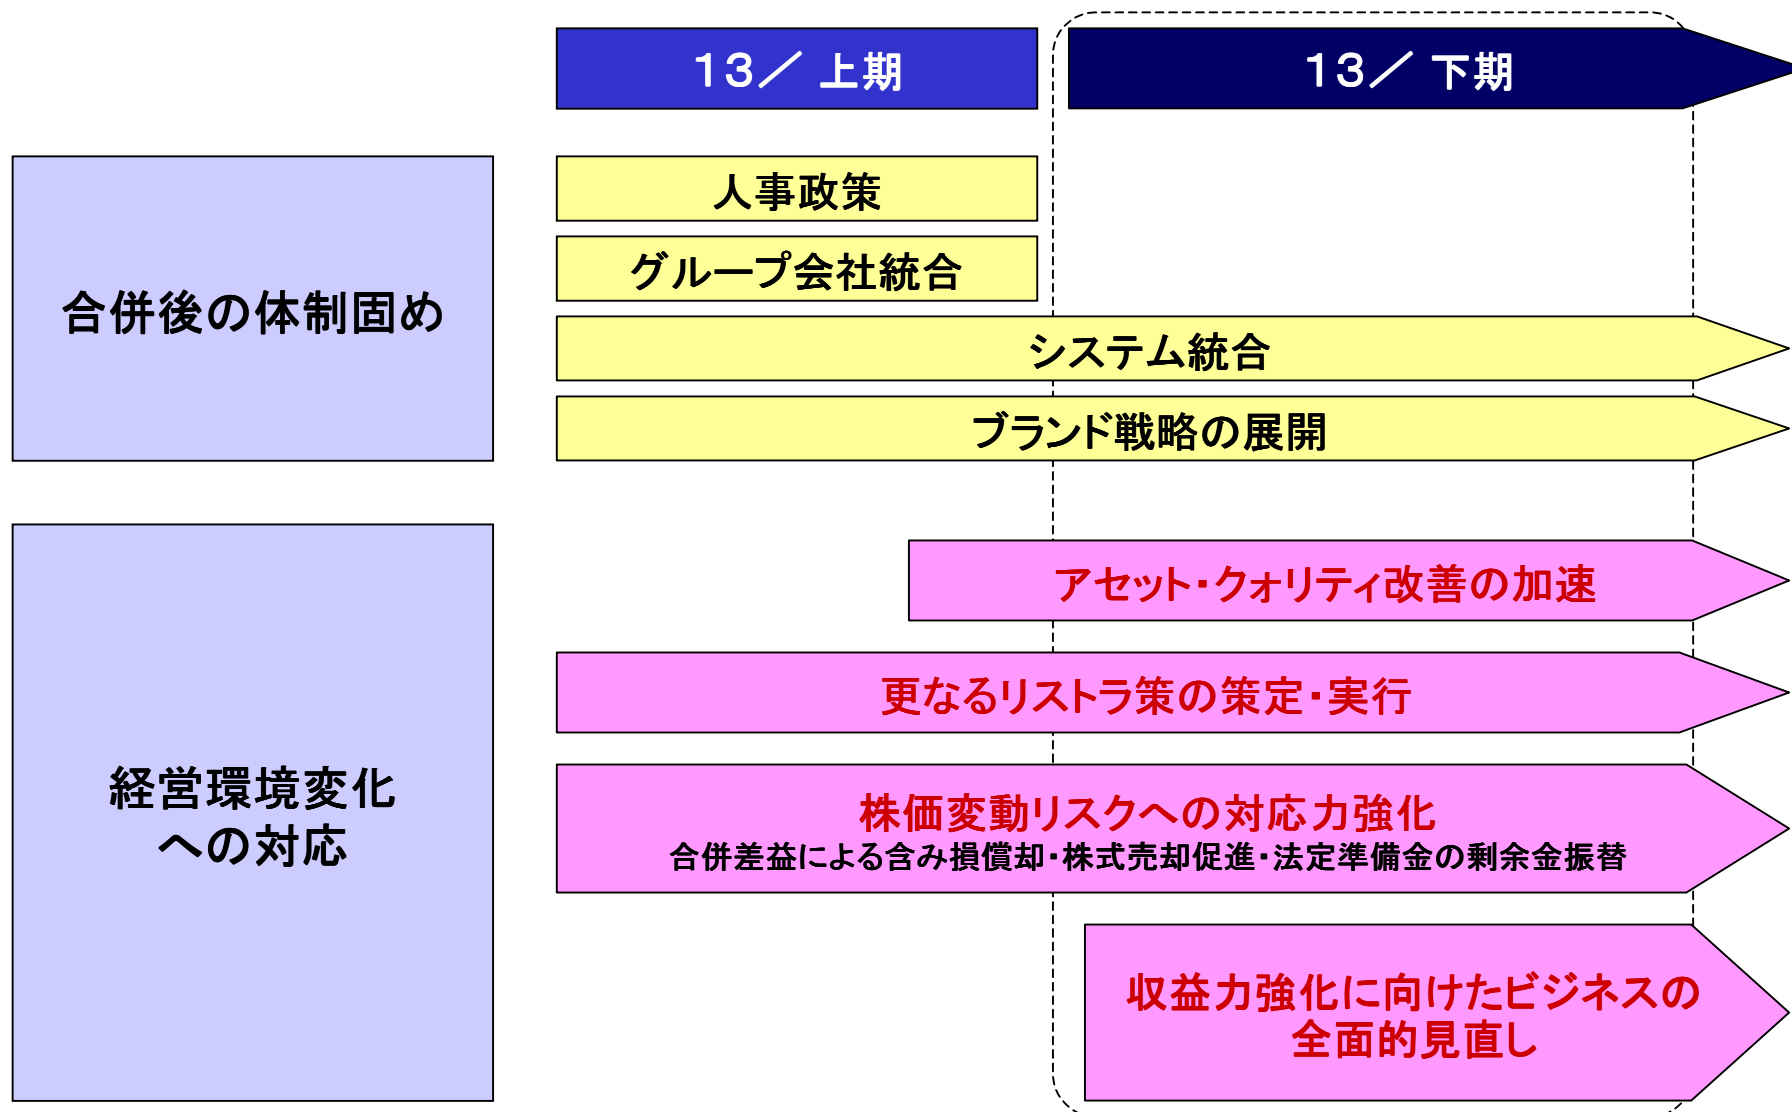 １３／ 上期
１３／ 下期
合併後の体制固め
人事政策
グループ会社統合
システム統合
ブランド戦略の展開
経営環境変化
への対応
アセット・クォリティ改善の加速
更なるリストラ策の策定・実行
株価変動リスクへの対応力強化
合併差益による含み損償却・株式売却促進・法定準備金の剰余金振替
収益力強化に向けたビジネスの
全面的見直し